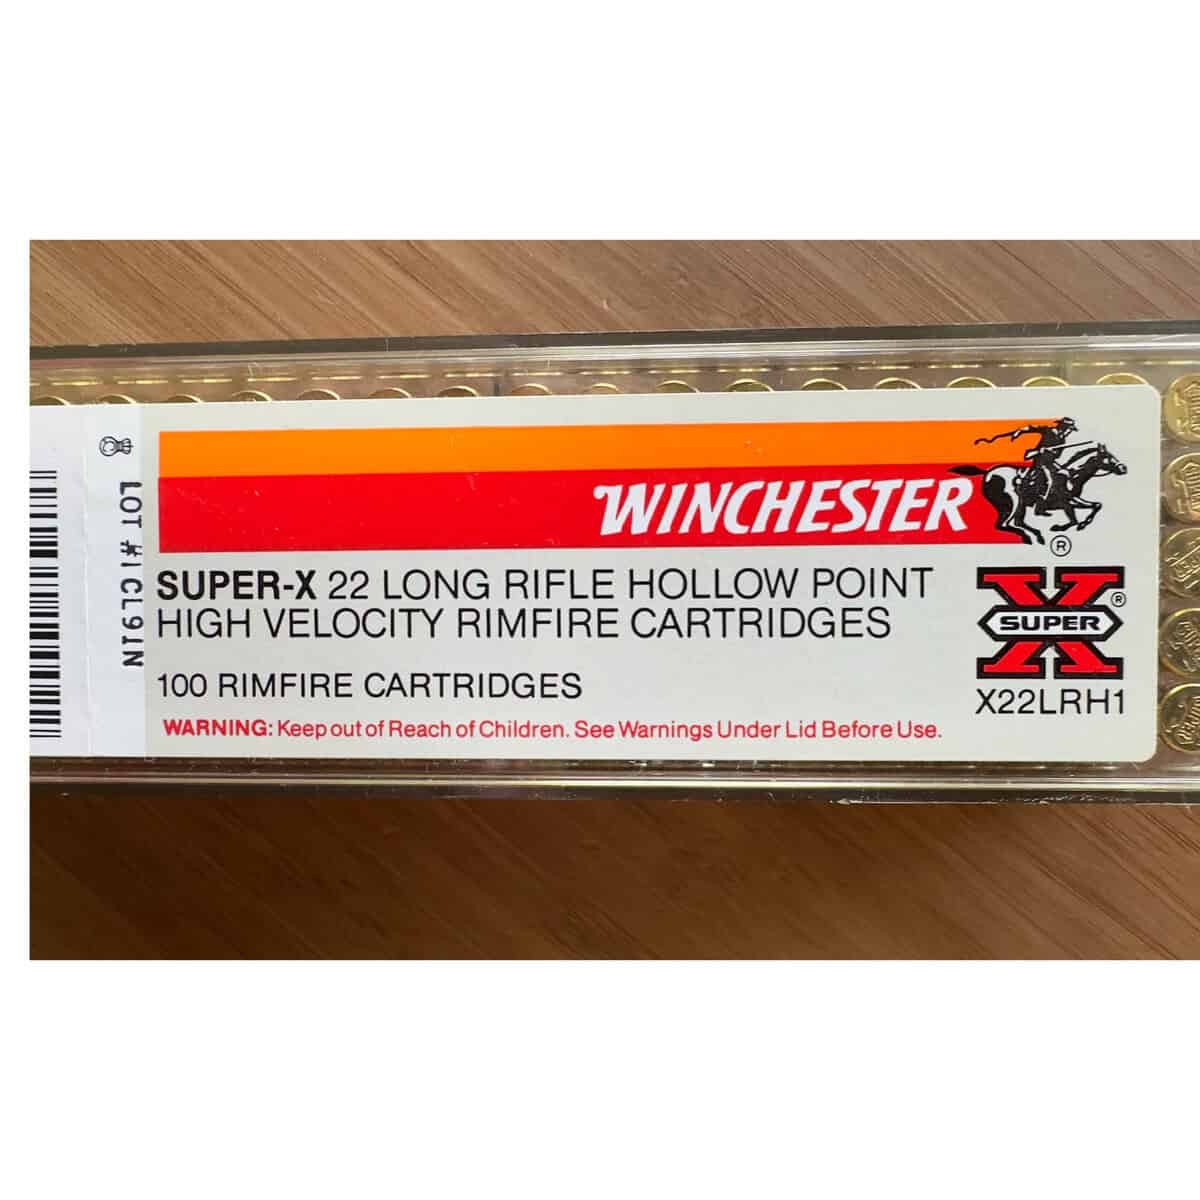 WINCHESTER
®
SUPER-X 22 LONG RIFLE HOLLOW POINT
HIGH VELOCITY RIMFIRE CARTRIDGES
100 RIMFIRE CARTRIDGES
WARNING: Keep out of Reach of Children. See Warnings Under Lid Before Use.
X ®
SUPER
X22LRH1
LOT #1CL91N